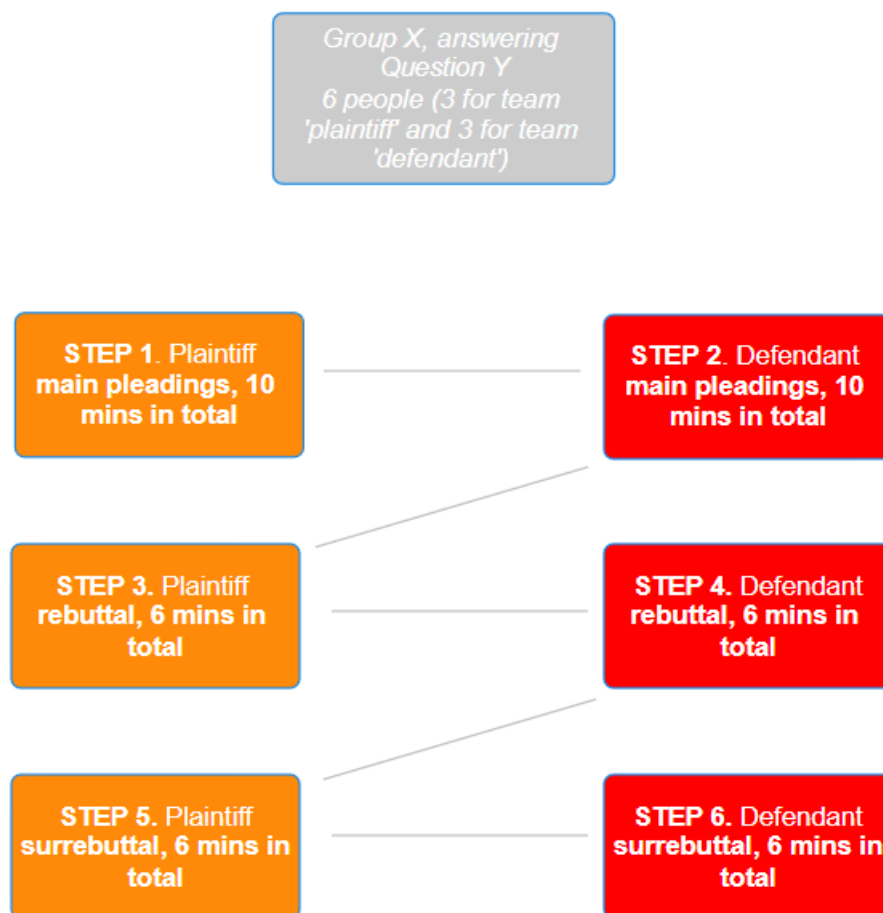 Group X, answering
Question Y
6 people (3 for team
'plaintiff' and 3 for team
'defendant')
STEP 1. Plaintiff
main pleadings, 10
mins in total
STEP 2. Defendant
main pleadings, 10
mins in total
STEP 3. Plaintiff
rebuttal, 6 mins in
total
STEP 4. Defendant
rebuttal, 6 mins in
total
STEP 5. Plaintiff
surrebuttal, 6 mins in
total
STEP 6. Defendant
surrebuttal, 6 mins in
total